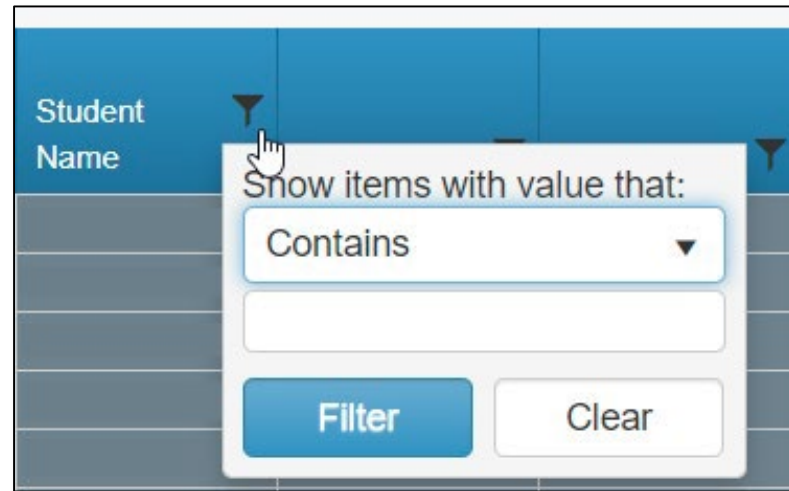 Student
Name
Show items with value that:
Contains
Filter
Clear